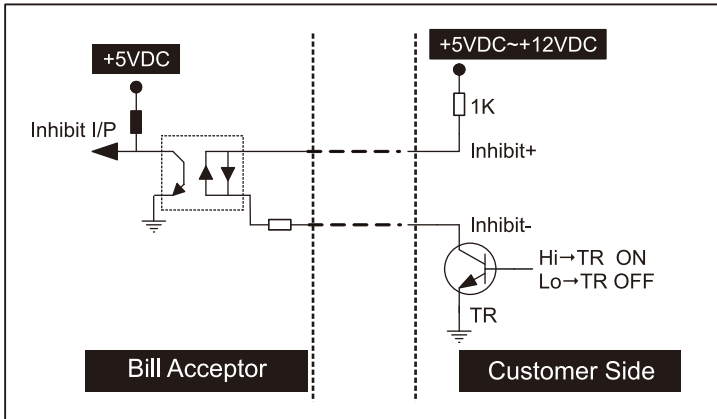 +5VDC
+5VDC~+12VDC
1K
Inhibit I/P
Inhibit+
Inhibit-
Hi→TR ON
Lo→TR OFF
TR
Bill Acceptor
Customer Side